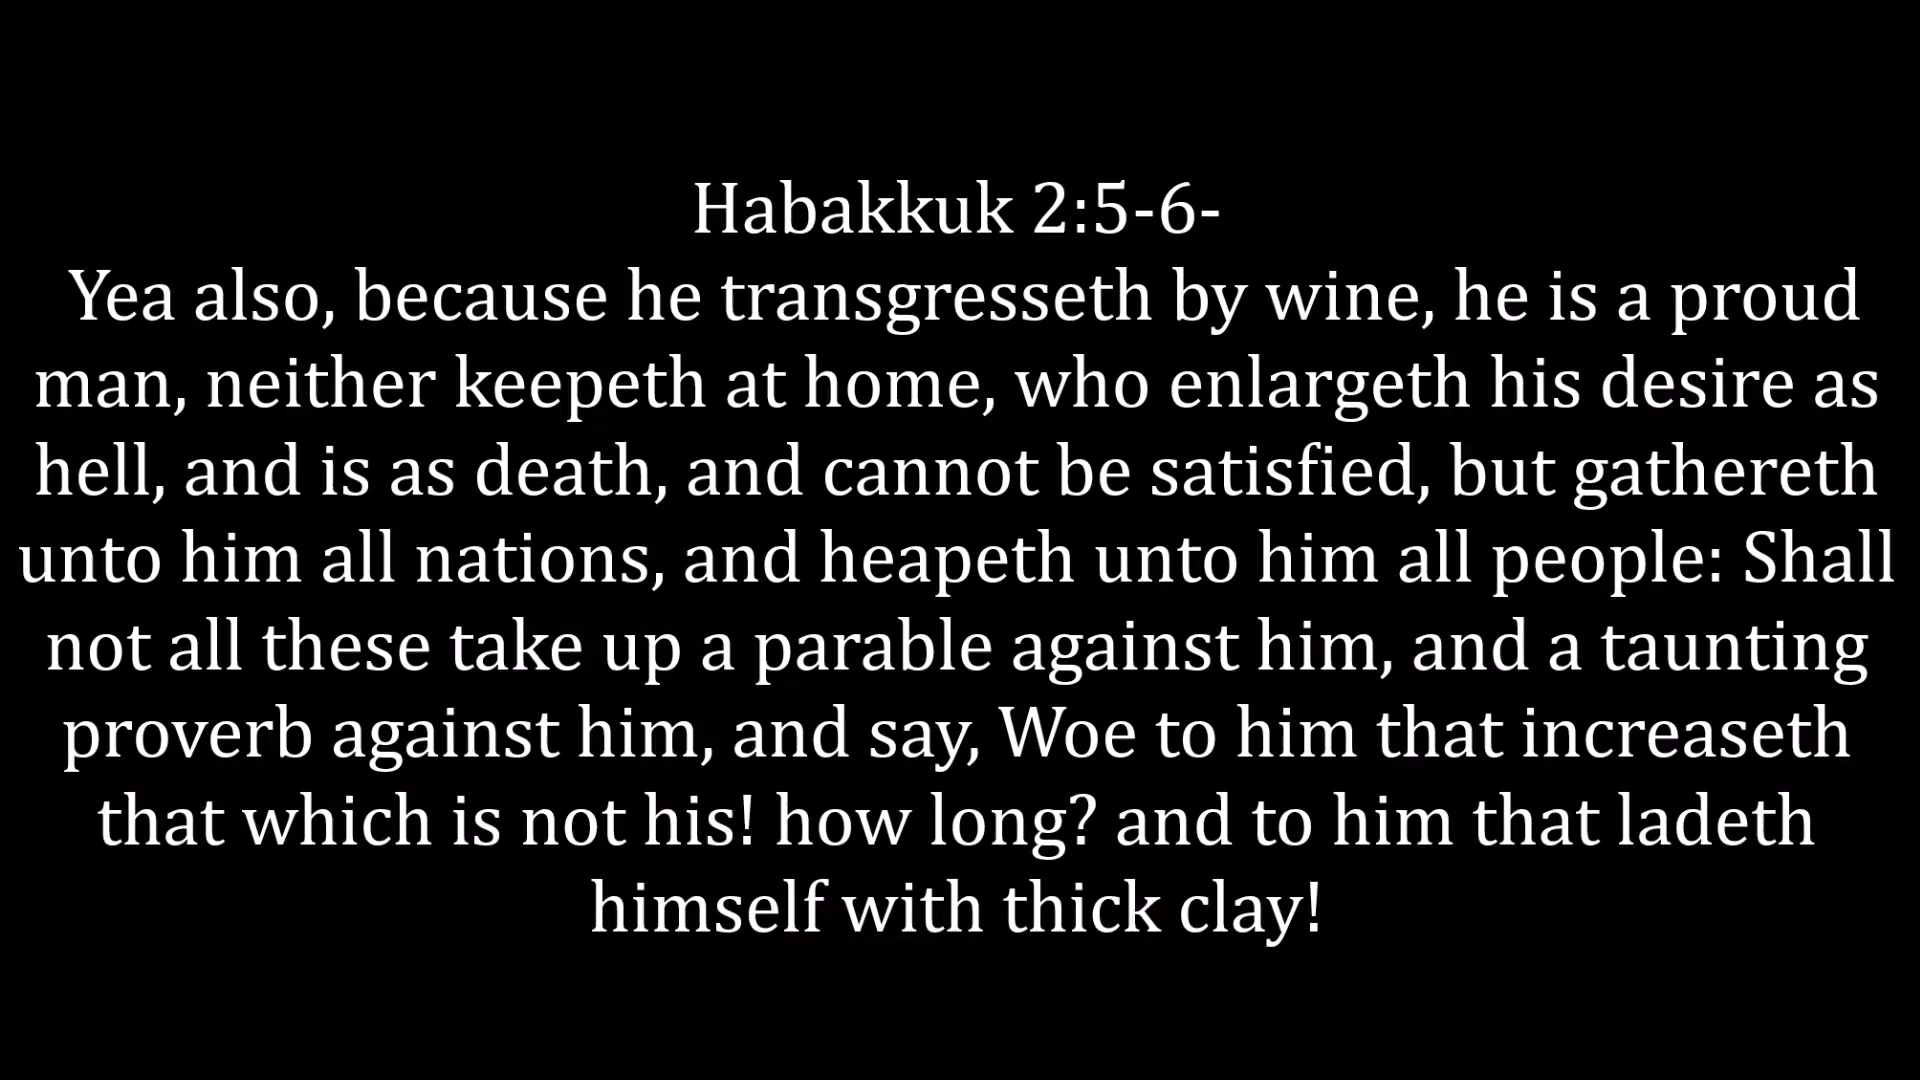 Habakkuk 2:5-6-
Yea also, because he transgresseth by wine, he is a proud
man, neither keepeth at home, who enlargeth his desire as
hell, and is as death, and cannot be satisfied, but gathereth
unto him all nations, and heapeth unto him all people: Shall
not all these take up a parable against him, and a taunting
proverb against him, and say, Woe to him that increaseth
that which is not his! how long? and to him that ladeth
himself with thick clay!